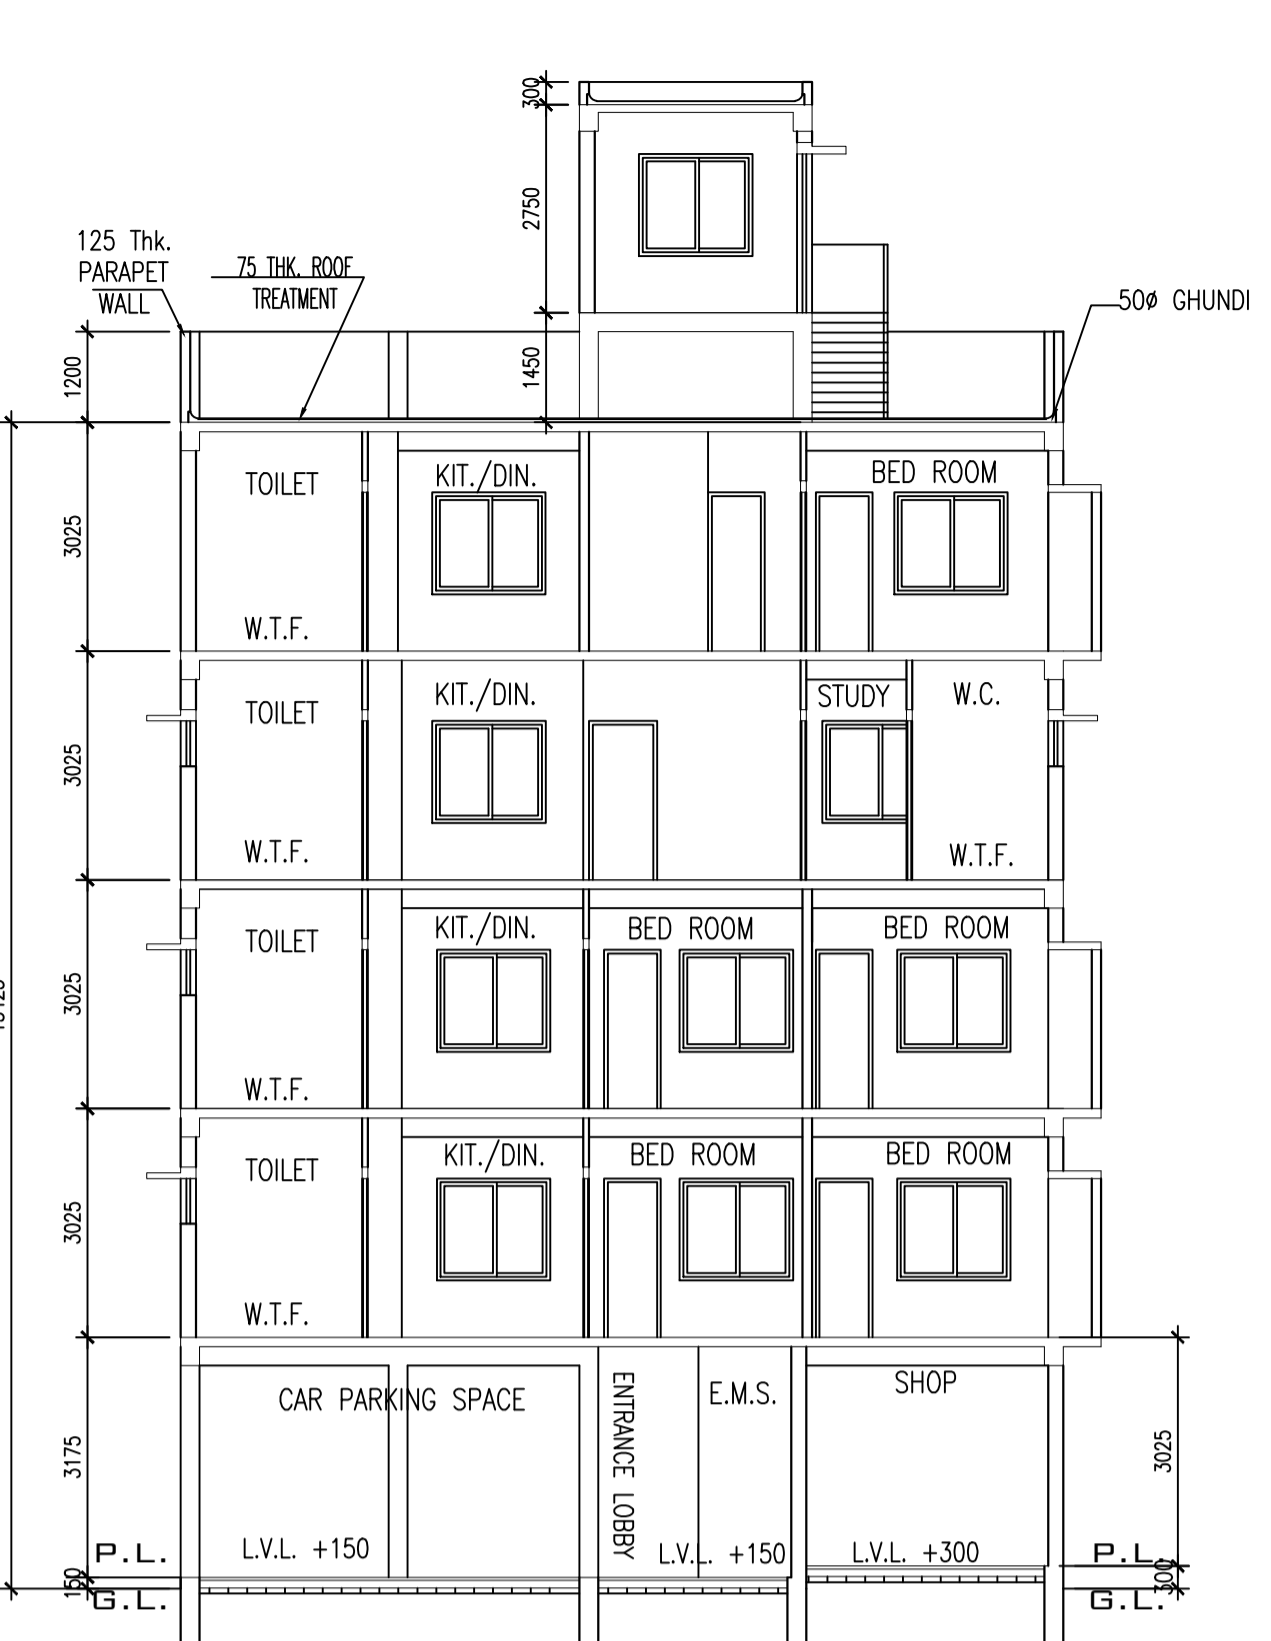 300
2750
125 Thk.
PARAPET
WALL
75 THK. ROOF
TREATMENT
50ø GHUNDI
1200
1450
TOILET
KIT./DIN.
BED ROOM
3025
W.T.F.
TOILET
KIT./DIN.
STUDY
W.C.
3025
W.T.F.
W.T.F.
TOILET
KIT./DIN.
BED ROOM
BED ROOM
3025
W.T.F.
TOILET
KIT./DIN.
BED ROOM
BED ROOM
3025
W.T.F.
CAR PARKING SPACE
ENTRANCE LOBBY
E.M.S.
SHOP
3175
3025
L.V.L. +150
L.V.L. +150
L.V.L. +300
P.L.
P.L.
150
300
G.L.
G.L.